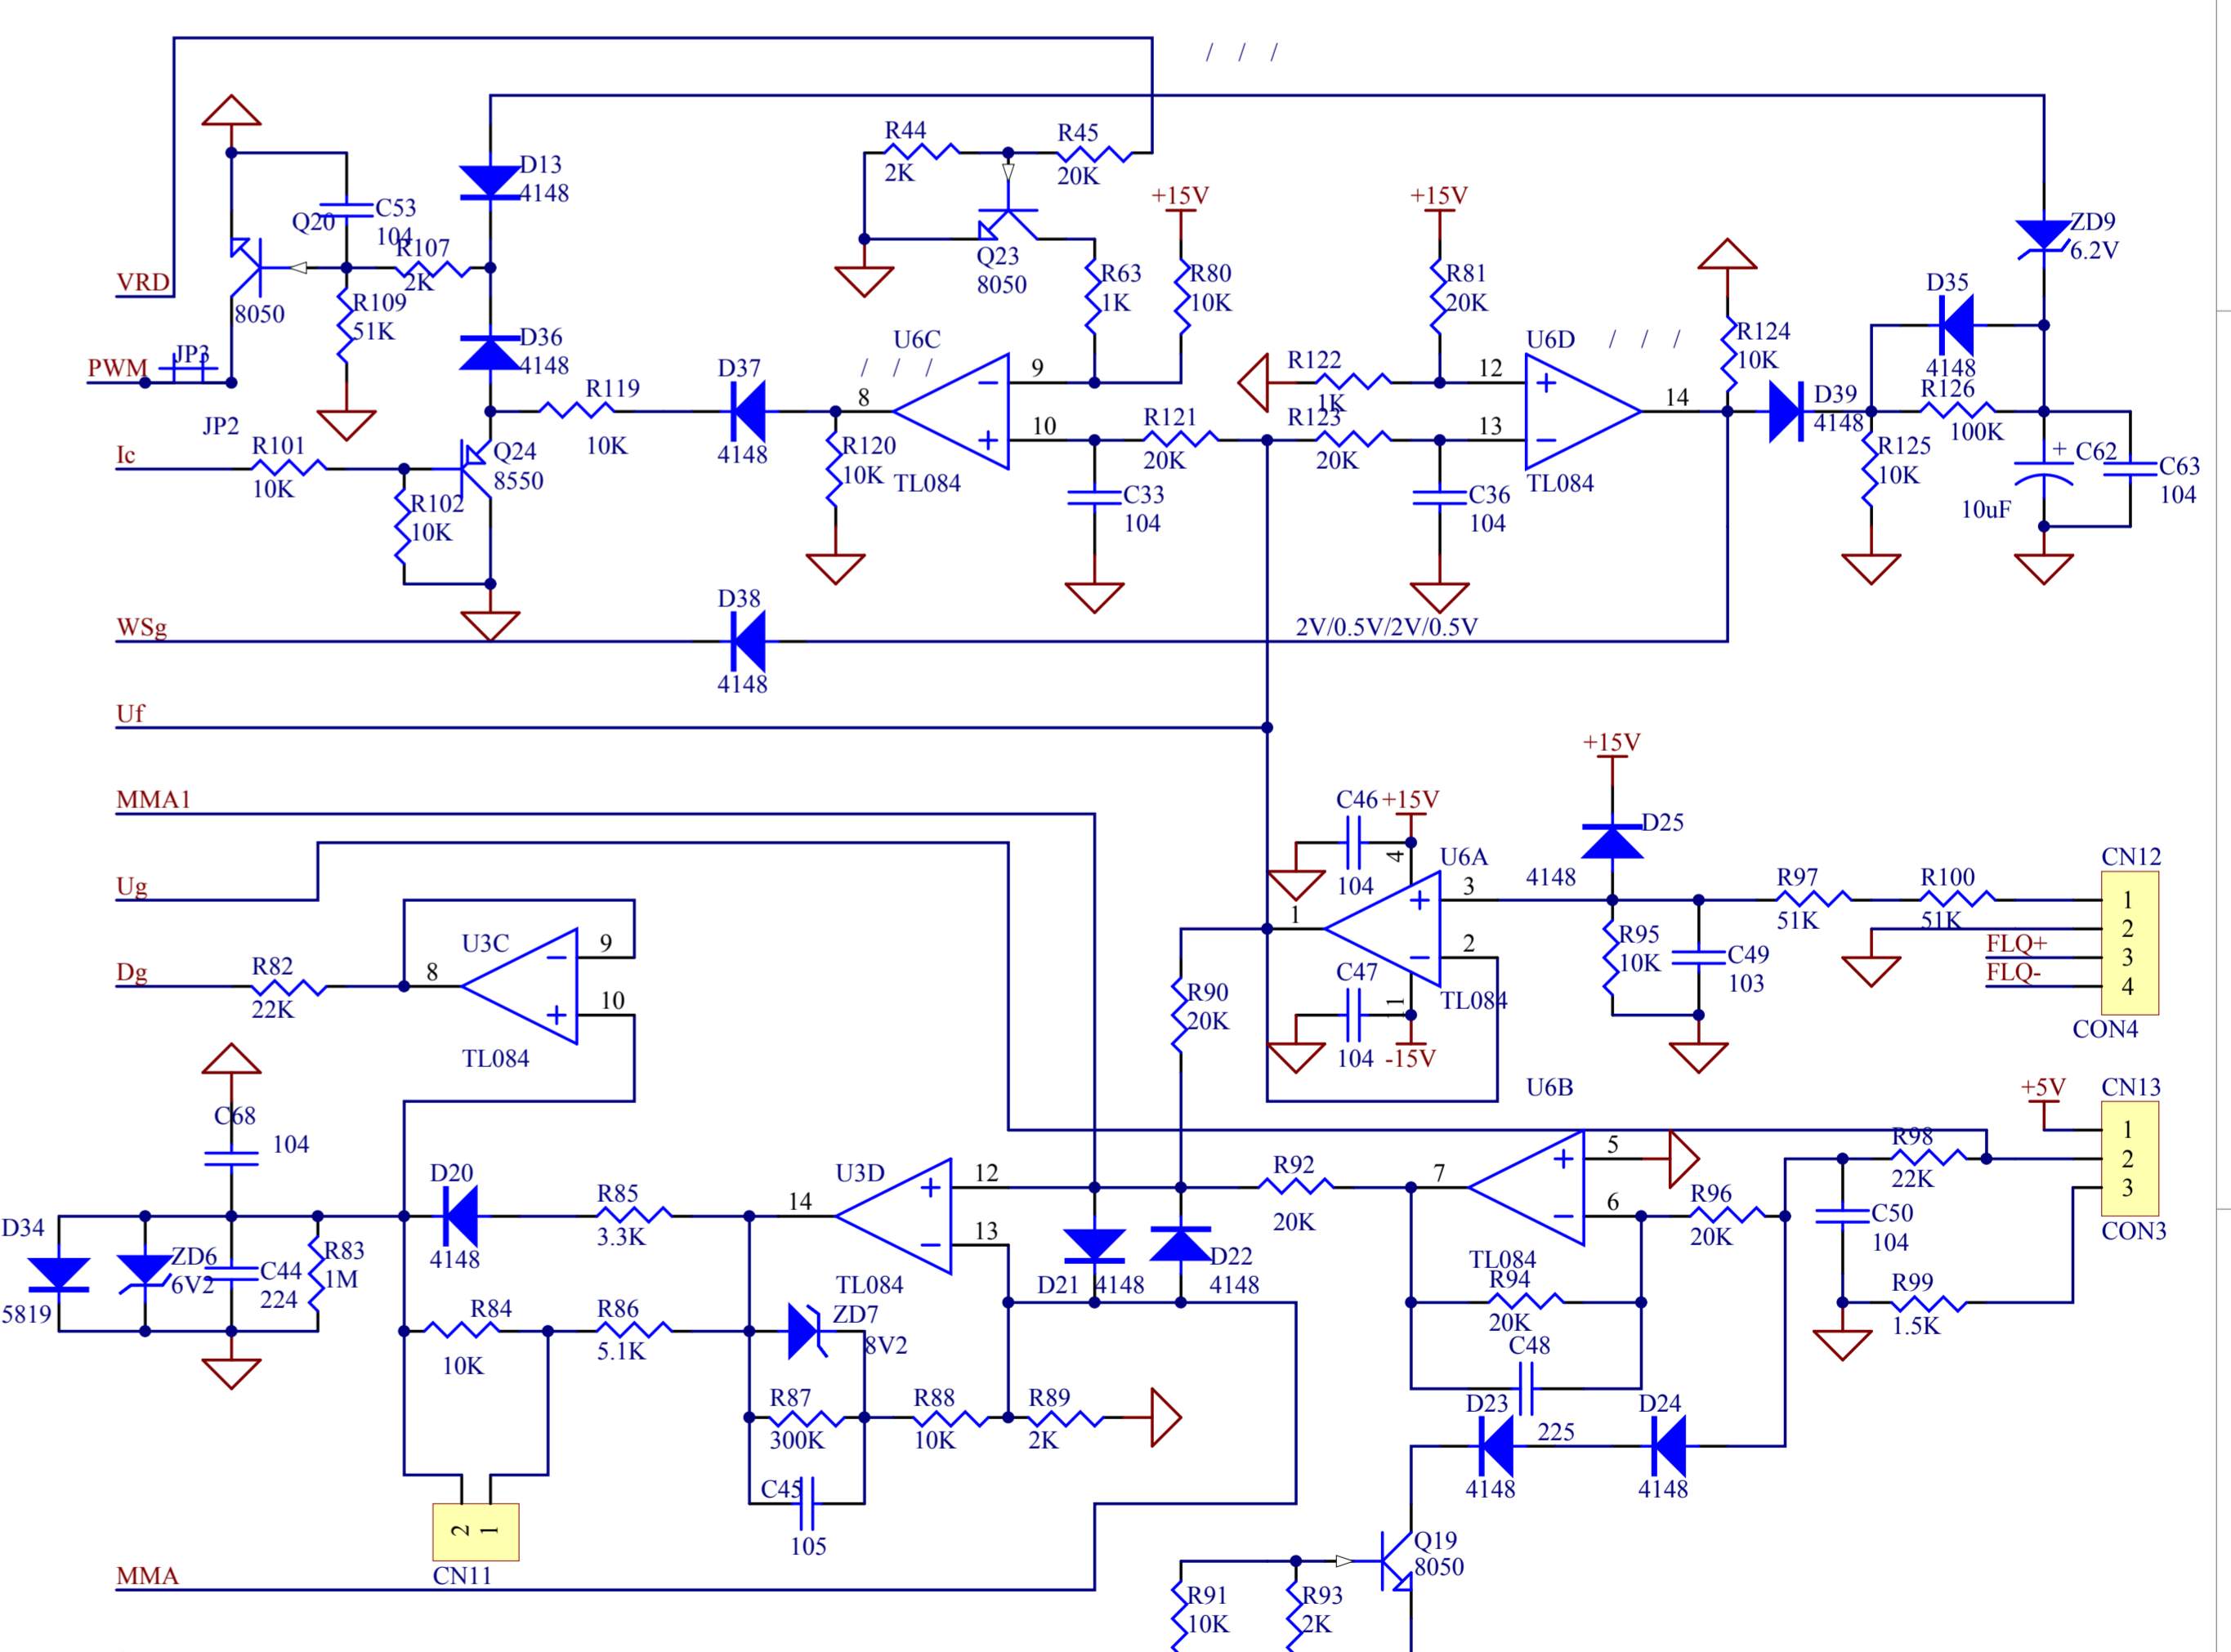 / / /
R44
R45
2K
20K
D13
4148
+15V
+15V
Q20
C53
104
R107
2K
Q23
8050
R63
1K
R80
10K
R81
20K
ZD9
6.2V
VRD
R109
51K
8050
D35
4148
D36
4148
U6C
/ / /
U6D
/ / /
R124
10K
PWM
JP3
D37
4148
8
9
10
TL084
R122
1K
12
13
14
TL084
D39
4148
R126
100K
JP2
R119
10K
R121
20K
R123
20K
R120
10K
R125
10K
+ C62
10uF
C63
104
Ic
R101
10K
Q24
8550
R102
10K
C33
104
C36
104
D38
4148
WSg
2V/0.5V/2V/0.5V
Uf
+15V
MMA1
C46
+15V
104
4
U6A
D25
4148
CN12
Ug
1
3
2
R97
51K
R100
51K
1
2
3
4
FLQ+
FLQ-
CON4
U3C
9
8
10
TL084
Dg
R82
22K
R90
20K
C47
104
1
-15V
TL084
R95
10K
C49
103
U6B
+5V
CN13
C68
104
1
2
3
CON3
D20
4148
R85
3.3K
U3D
14
12
13
TL084
R92
20K
7
5
6
TL084
R96
20K
R98
22K
C50
104
R99
1.5K
D34
5819
ZD6
6V2
C44
224
R83
1M
D21
4148
D22
4148
R84
10K
R86
5.1K
ZD7
8V2
R94
20K
C48
225
R87
300K
R88
10K
R89
2K
D23
4148
D24
4148
C45
105
2
1
CN11
MMA
Q19
8050
R91
10K
R93
2K